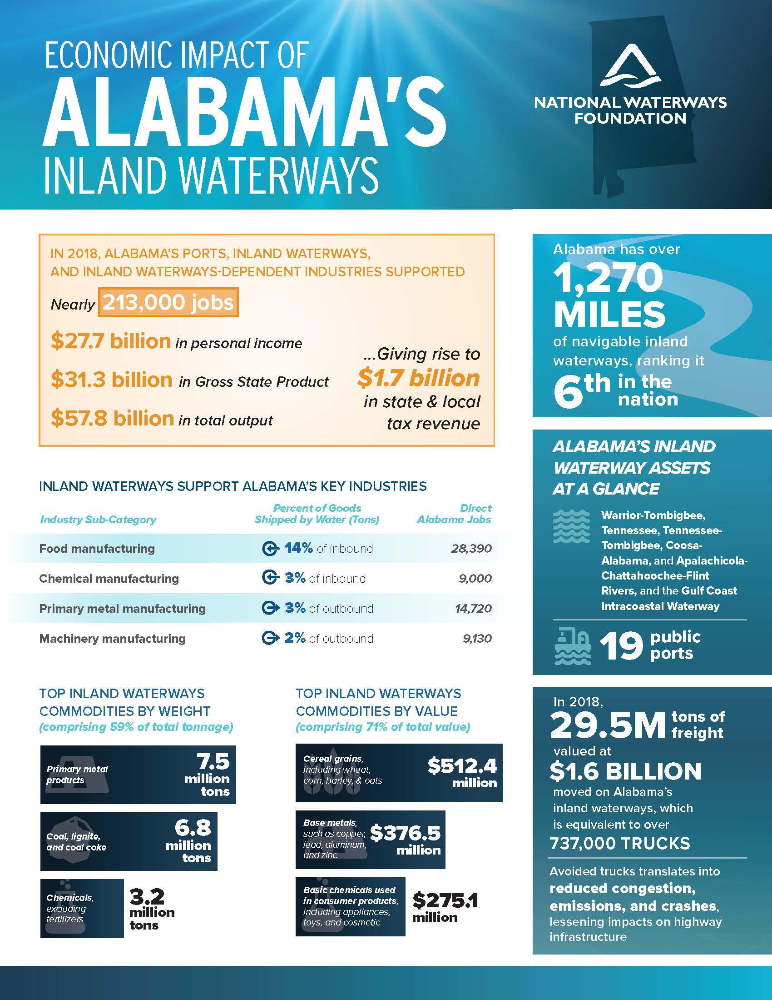 ECONOMIC IMPACT OF
ALABAMA'S
INLAND WATERWAYS
NATIONAL WATERWAYS
FOUNDATION
IN 2018, ALABAMA'S PORTS, INLAND WATERWAYS,
AND INLAND WATERWAYS-DEPENDENT INDUSTRIES SUPPORTED
Nearly 213,000 jobs
$27.7 billion in personal income
$31.3 billion in Gross State Product
$57.8 billion in total output
...Giving rise to
$1.7 billion
in state & local
tax revenue
Alabama has over
1,270
MILES
of navigable inland
waterways, ranking it
6th in the
nation
INLAND WATERWAYS SUPPORT ALABAMA'S KEY INDUSTRIES
Industry Sub-Category
Percent of Goods
Shipped by Water (Tons)
DIrect
Alabama Jobs
Food manufacturing 14% of inbound 28,390
Chemical manufacturing 3% of inbound 9,000
Primary metal manufacturing 3% of outbound 14,720
Machinery manufacturing 2% of outbound 9,130
ALABAMA'S INLAND
WATERWAY ASSETS
AT A GLANCE
Warrior-Tombigbee,
Tennessee, Tennessee-
Tombigbee, Coosa-
Alabama, and Apalachicola-
Chattahoochee-Flint
Rivers, and the Gulf Coast
Intracoastal Waterway
19 public
ports
TOP INLAND WATERWAYS
COMMODITIES BY WEIGHT
(comprising 59% of total tonnage)
Primary metal
products
7.5
million
tons
Coal, lignite,
and coal coke
6.8
million
tons
Chemicals,
excluding
fertilizers
3.2
million
tons
TOP INLAND WATERWAYS
COMMODITIES BY VALUE
(comprising 71% of total value)
Cereal grains,
including wheat,
corn, barley, & oats
$512.4
million
Base metals,
such as copper,
lead, aluminum,
and zinc
$376.5
million
Basic chemicals used
in consumer products,
including appliances,
toys, and cosmetic
$275.1
million
In 2018,
29.5M tons of
freight
valued at
$1.6 BILLION
moved on Alabama's
inland waterways, which
is equivalent to over
737,000 TRUCKS
Avoided trucks translates into
reduced congestion,
emissions, and crashes,
lessening impacts on highway
infrastructure